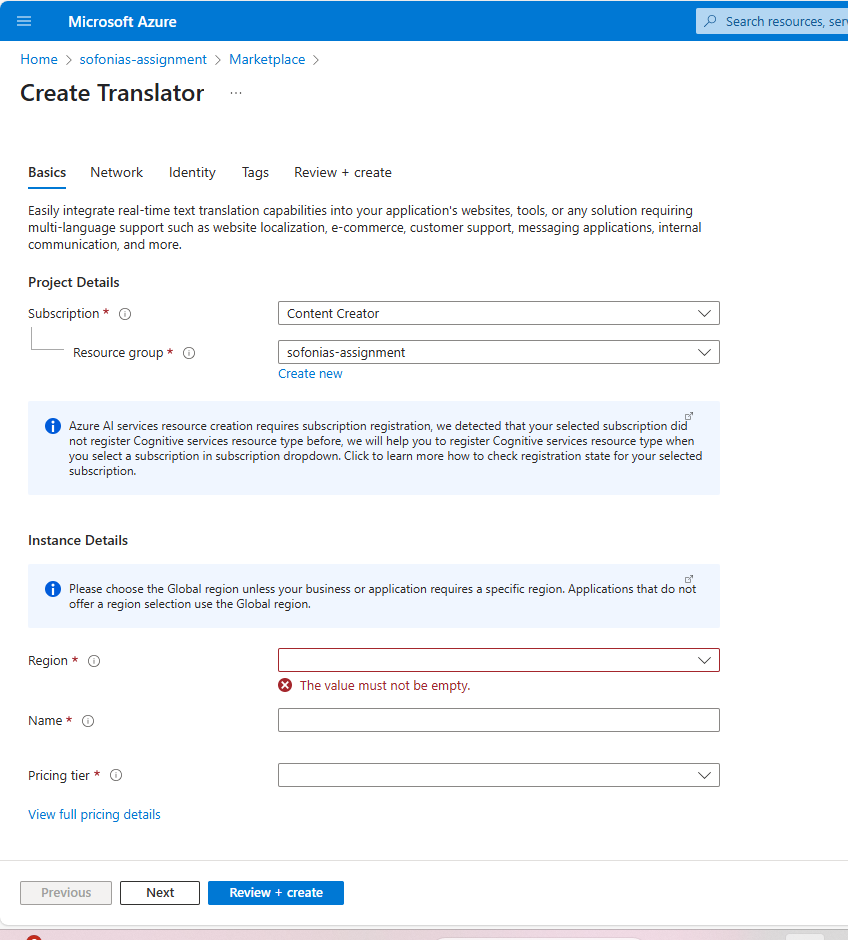 Microsoft Azure
Search resources, serv
Home > sofonias-assignment > Marketplace >
Create Translator ...
Basics Network Identity Tags Review + create
Easily integrate real-time text translation capabilities into your application's websites, tools, or any solution requiring
multi-language support such as website localization, e-commerce, customer support, messaging applications, internal
communication, and more.
Project Details
Subscription * Content Creator
Resource group * sofonias-assignment
Create new
Azure AI services resource creation requires subscription registration, we detected that your selected subscription did
not register Cognitive services resource type before, we will help you to register Cognitive services resource type when
you select a subscription in subscription dropdown. Click to learn more how to check registration state for your selected
subscription.
Instance Details
Please choose the Global region unless your business or application requires a specific region. Applications that do not
offer a region selection use the Global region.
Region *
The value must not be empty.
Name *
Pricing tier *
View full pricing details
Previous Next Review + create